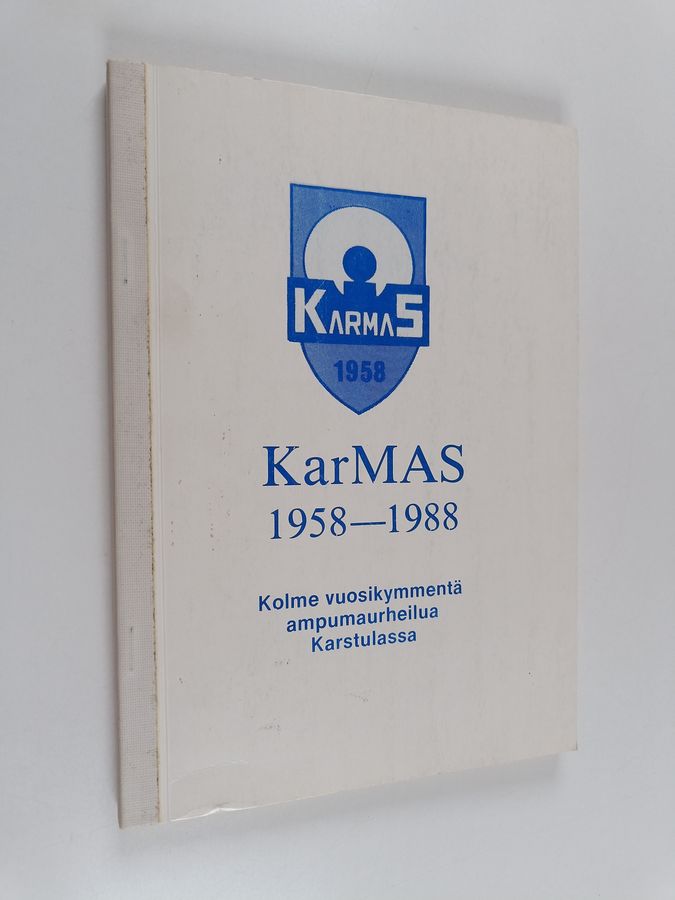 KARMAS
1958
KarMAS
1958—1988
Kolme vuosikymmentä
ampumaurheilua
Karstulassa